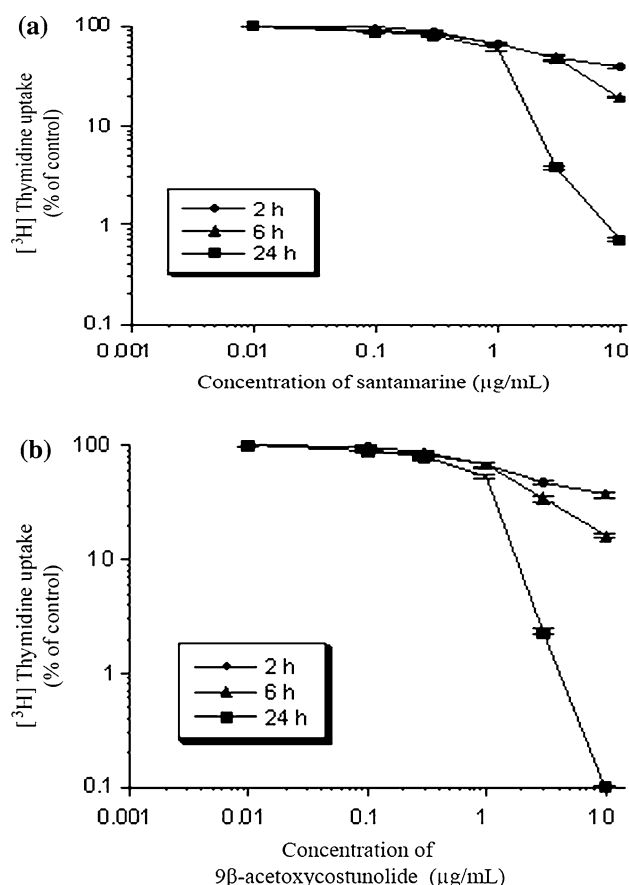 (a)
[³H] Thymidine uptake
(% of control)
100
10
1
0.1
2 h
6 h
24 h
0.001
0.01
0.1
1
10
Concentration of santamarine (µg/mL)
(b)
[³H] Thymidine uptake
(% of control)
100
10
1
0.1
2 h
6 h
24 h
0.001
0.01
0.1
1
10
Concentration of
9β-acetoxycostunolide (µg/mL)